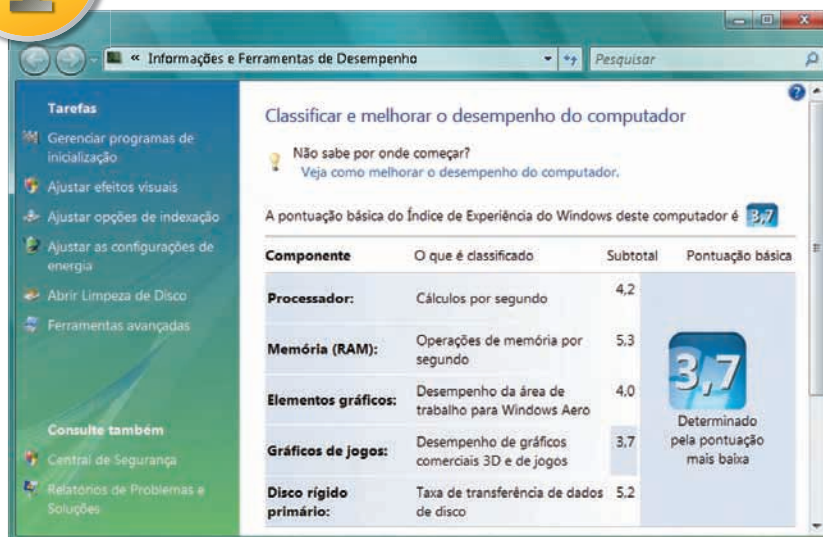 « Informações e Ferramentas de Desempenho
Pesquisar
Tarefas
Gerenciar programas de
inicialização
Ajustar efeitos visuais
Ajustar opções de indexação
Ajustar as configurações de
energia
Abrir Limpeza de Disco
Ferramentas avançadas
Consulte também
Central de Segurança
Relatórios de Problemas e
Soluções
Classificar e melhorar o desempenho do computador
Não sabe por onde começar?
Veja como melhorar o desempenho do computador.
A pontuação básica do Índice de Experiência do Windows deste computador é 3,7
Componente O que é classificado Subtotal Pontuação básica
Processador: Cálculos por segundo 4,2
Memória (RAM): Operações de memória por
segundo 5,3
Elementos gráficos: Desempenho da área de
trabalho para Windows Aero 4,0
Gráficos de jogos: Desempenho de gráficos
comerciais 3D e de jogos 3,7
Disco rígido
primário: Taxa de transferência de dados
de disco 5,2
3,7
Determinado
pela pontuação
mais baixa